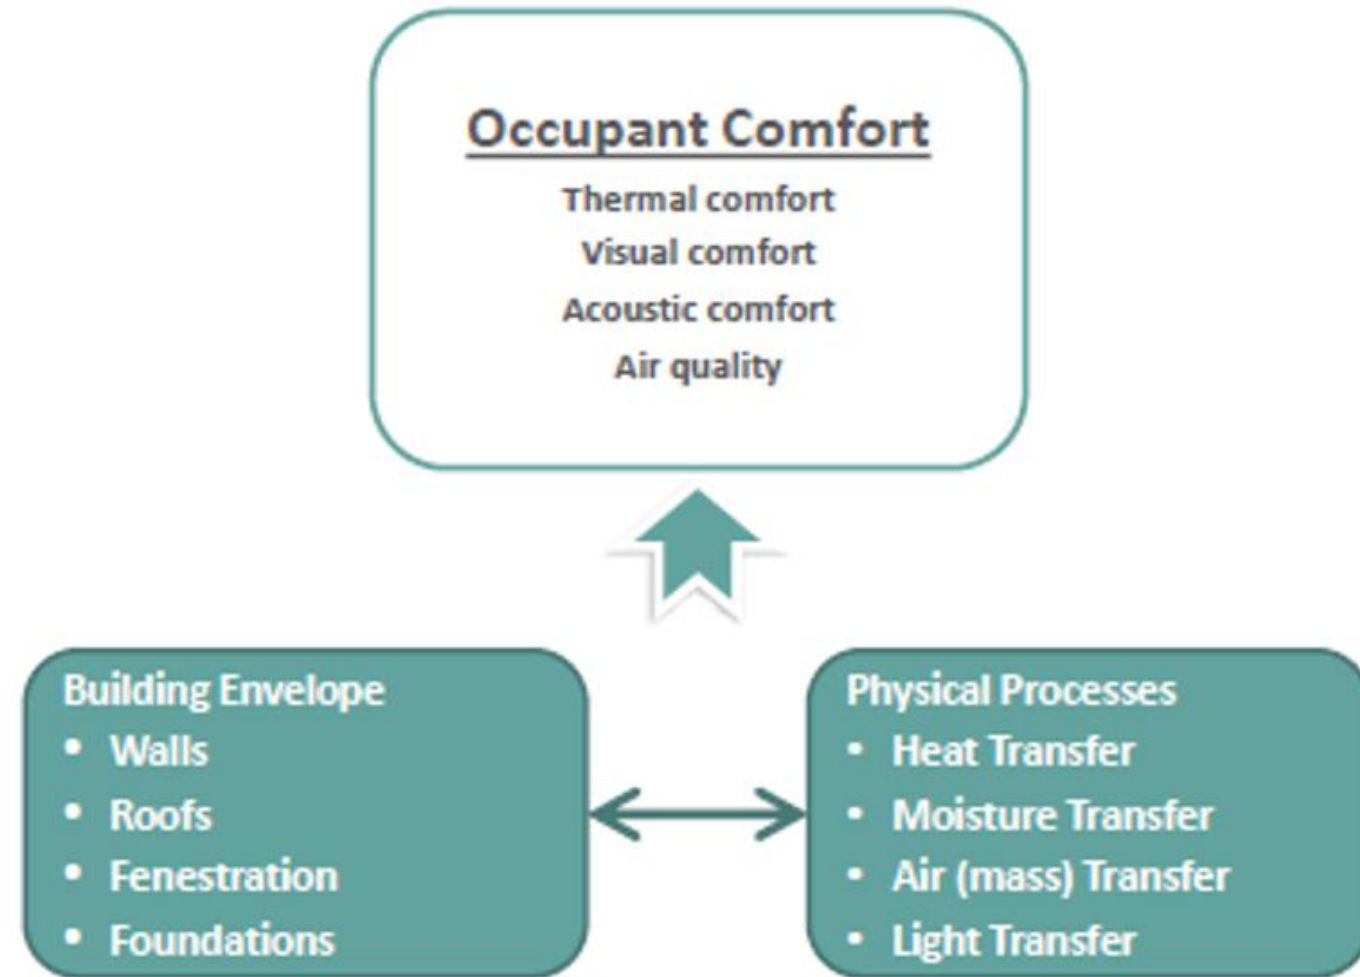 Occupant Comfort
Thermal comfort
Visual comfort
Acoustic comfort
Air quality
Building Envelope
• Walls
• Roofs
• Fenestration
• Foundations
Physical Processes
• Heat Transfer
• Moisture Transfer
• Air (mass) Transfer
• Light Transfer